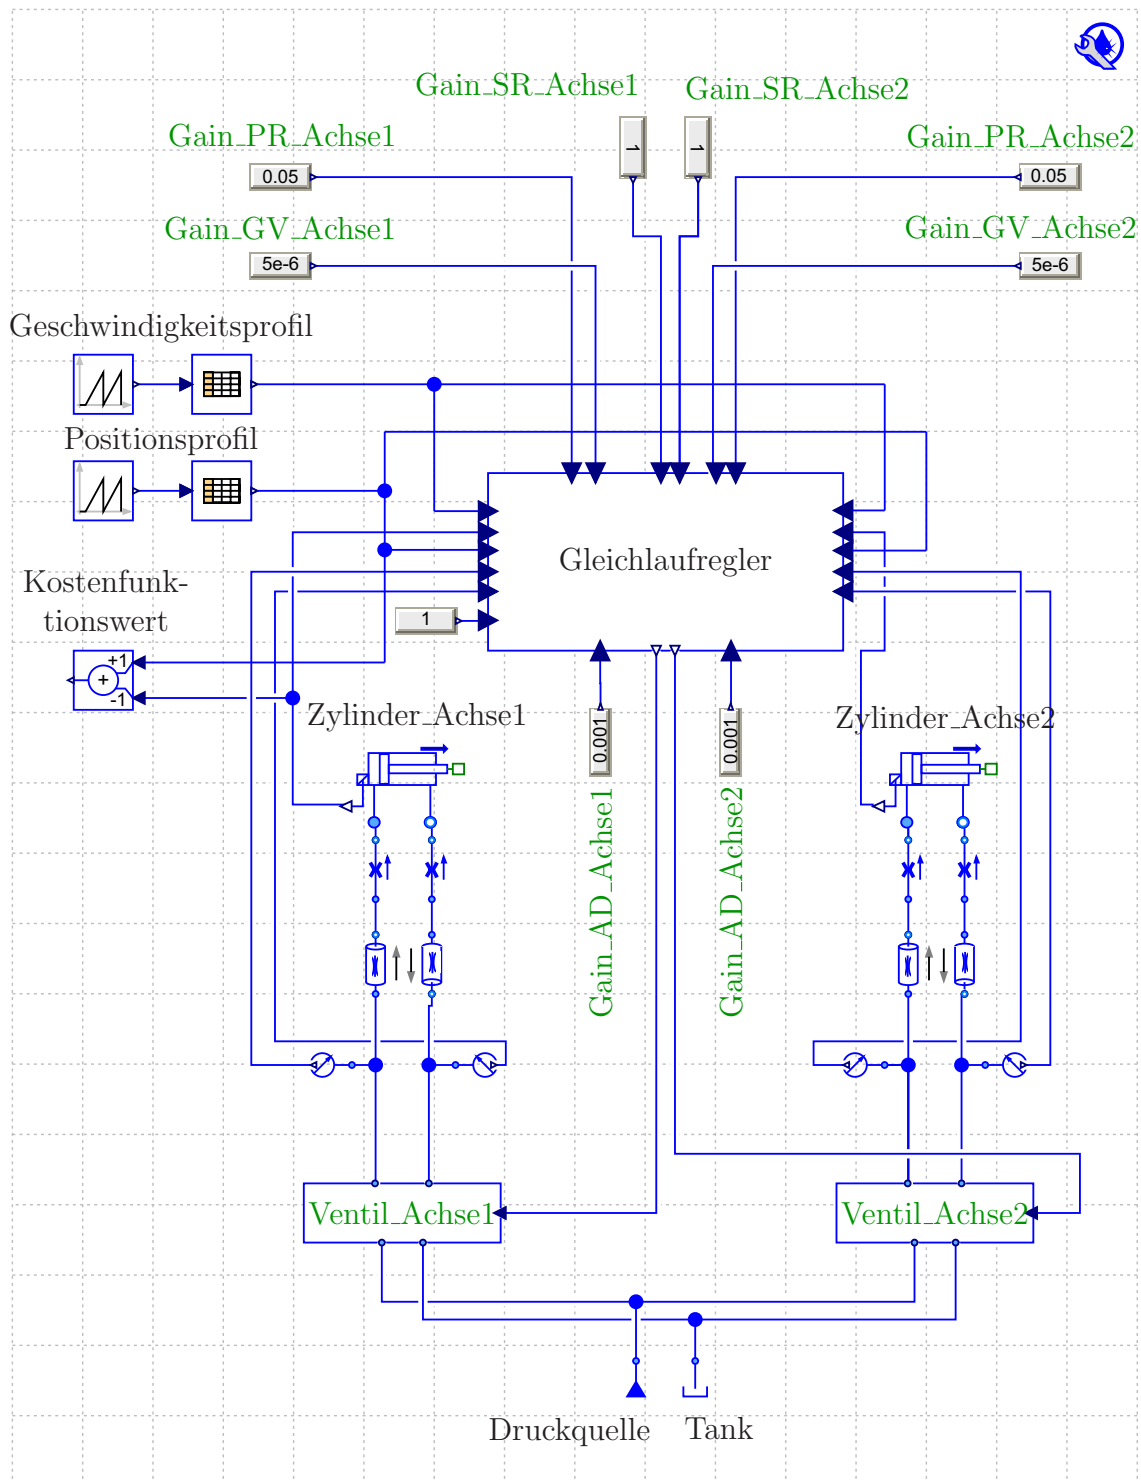 Gain_SR_Achse1
Gain_SR_Achse2
Gain_PR_Achse1
Gain_PR_Achse2
1
1
0.05
0.05
Gain_GV_Achse1
Gain_GV_Achse2
5e-6
5e-6
Geschwindigkeitsprofil
Positionsprofil
Gleichlaufregler
Kostenfunk-
tionswert
1
+1
+
-1
Zylinder_Achse1
Zylinder_Achse2
0.001
0.001
Gain_AD_Achse1
Gain_AD_Achse2
Ventil_Achse1
Ventil_Achse2
Druckquelle
Tank